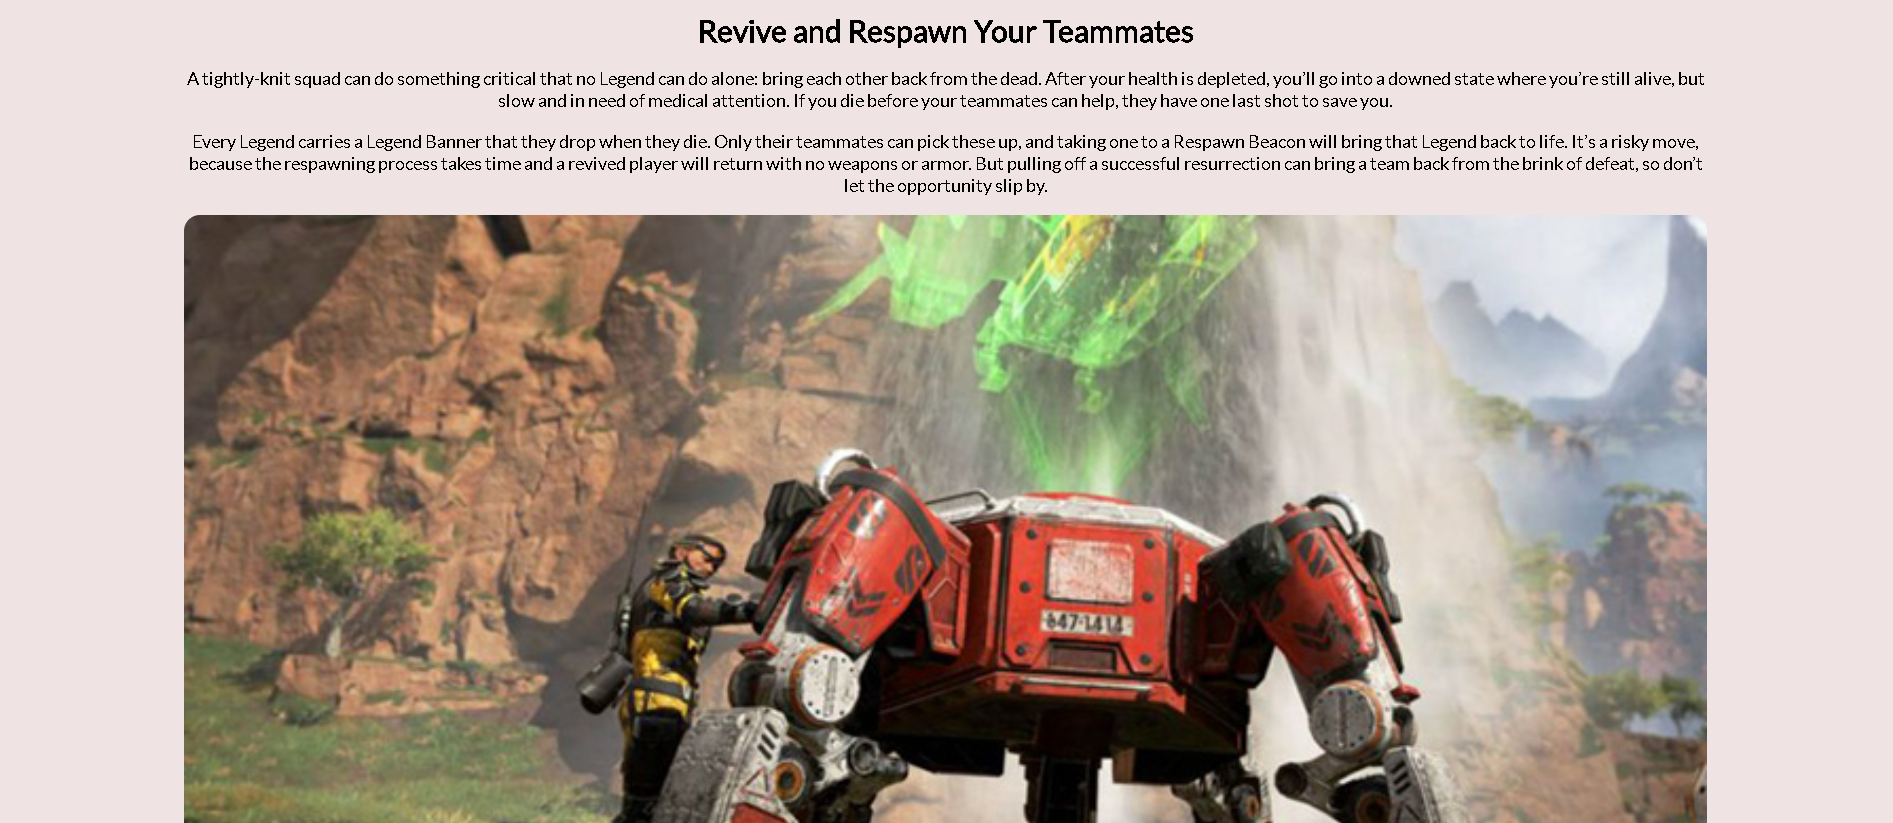 Revive and Respawn Your Teammates
A tightly-knit squad can do something critical that no Legend can do alone: bring each other back from the dead. After your health is depleted, you’ll go into a downed state where you’re still alive, but
slow and in need of medical attention. If you die before your teammates can help, they have one last shot to save you.
Every Legend carries a Legend Banner that they drop when they die. Only their teammates can pick these up, and taking one to a Respawn Beacon will bring that Legend back to life. It’s a risky move,
because the respawning process takes time and a revived player will return with no weapons or armor. But pulling off a successful resurrection can bring a team back from the brink of defeat, so don’t
let the opportunity slip by.
647-1414